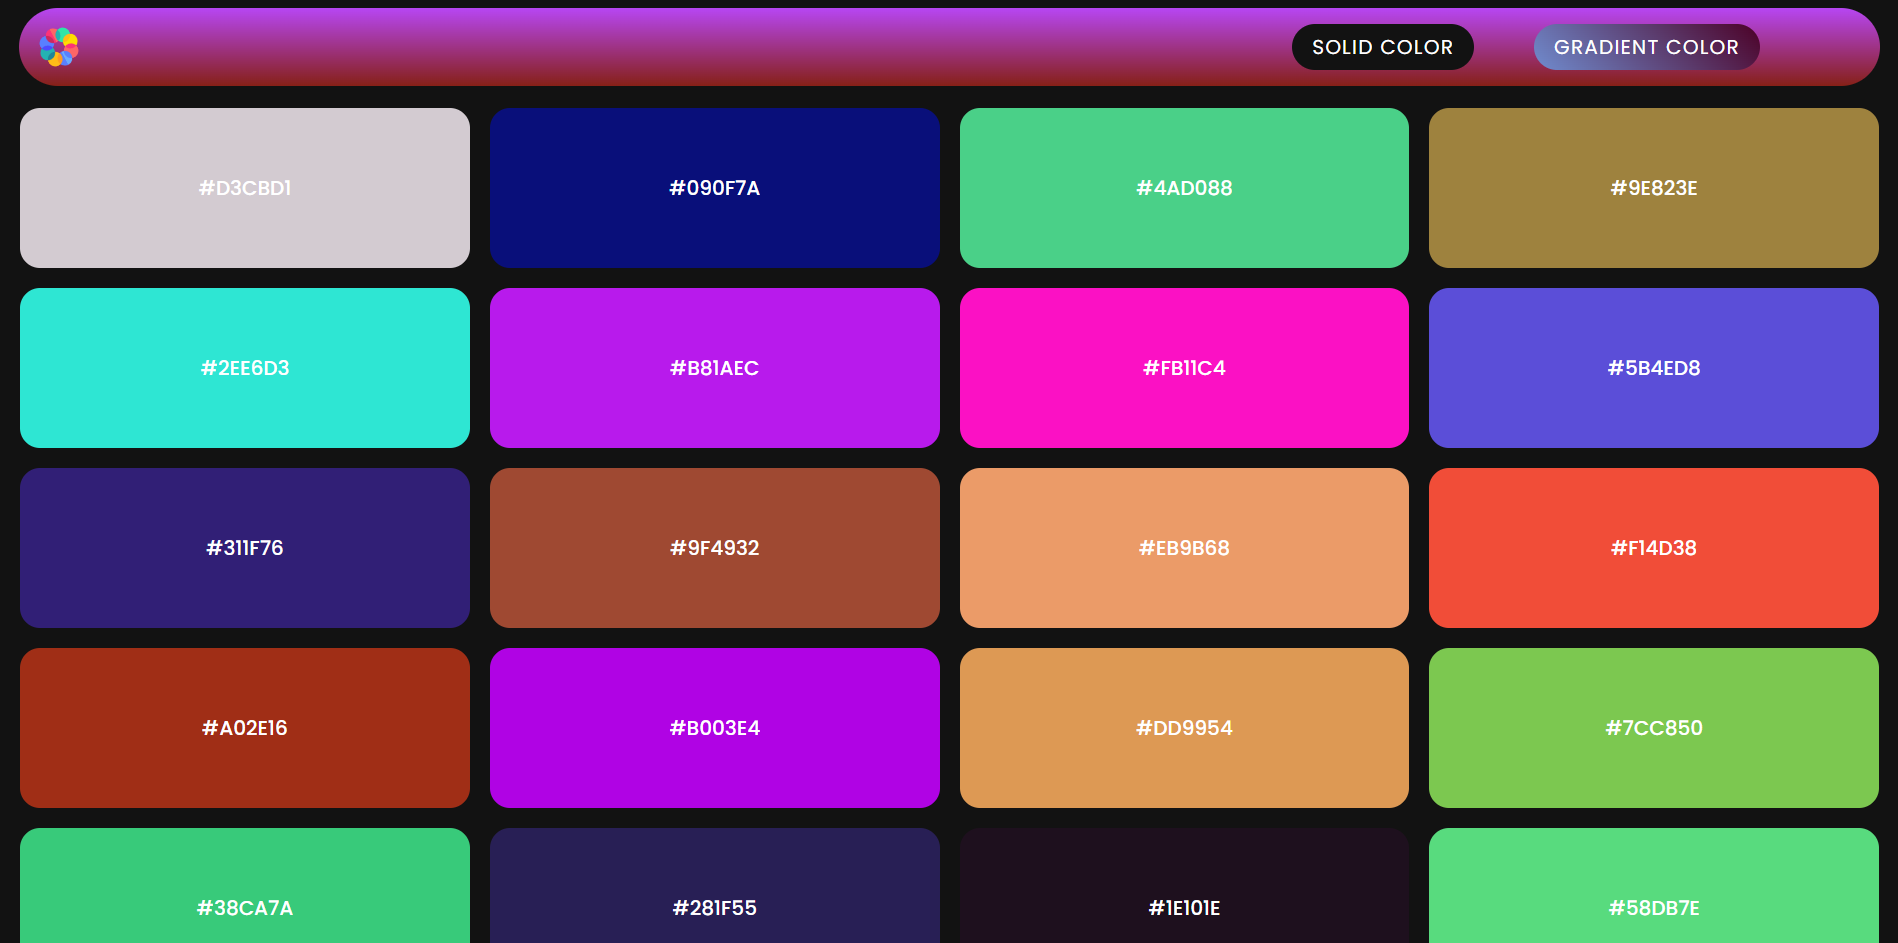 SOLID COLOR
GRADIENT COLOR
#D3CBD1
#090F7A
#4AD088
#9E823E
#2EE6D3
#B81AEC
#FB11C4
#5B4ED8
#311F76
#9F4932
#EB9B68
#F14D38
#A02E16
#B003E4
#DD9954
#7CC850
#38CA7A
#281F55
#1E101E
#58DB7E